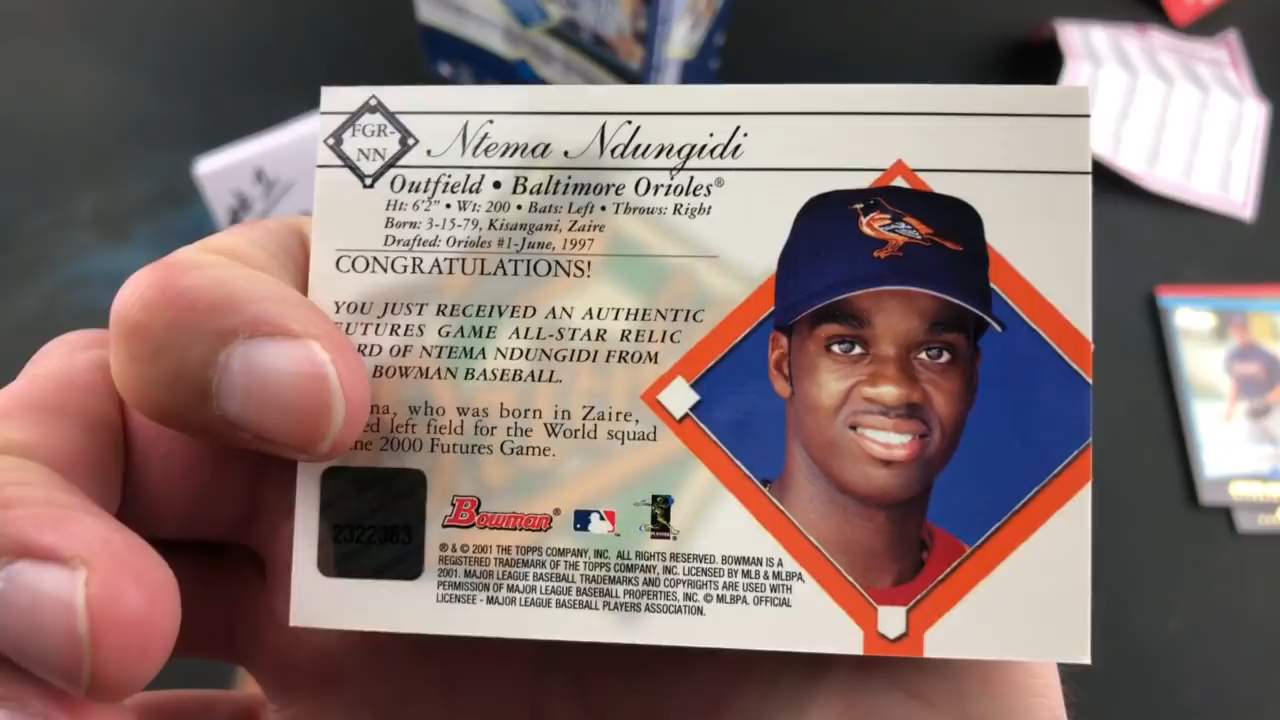 FGR-
NN
Ntema Ndungidi
Outfield • Baltimore Orioles®
Ht: 6'2" • Wt: 200 • Bats: Left • Throws: Right
Born: 3-15-79, Kisangani, Zaire
Drafted: Orioles #1-June, 1997
CONGRATULATIONS!
YOU JUST RECEIVED AN AUTHENTIC
FUTURES GAME ALL-STAR RELIC
RD OF NTEMA NDUNGIDI FROM
BOWMAN BASEBALL.
na, who was born in Zaire,
ed left field for the World squad
he 2000 Futures Game.
2322363
Bowman®
® & © 2001 THE TOPPS COMPANY, INC. ALL RIGHTS RESERVED. BOWMAN IS A
REGISTERED TRADEMARK OF THE TOPPS COMPANY, INC. LICENSED BY MLB & MLBPA,
2001. MAJOR LEAGUE BASEBALL TRADEMARKS AND COPYRIGHTS ARE USED WITH
PERMISSION OF MAJOR LEAGUE BASEBALL PROPERTIES, INC. © MLBPA. OFFICIAL
LICENSEE - MAJOR LEAGUE BASEBALL PLAYERS ASSOCIATION.